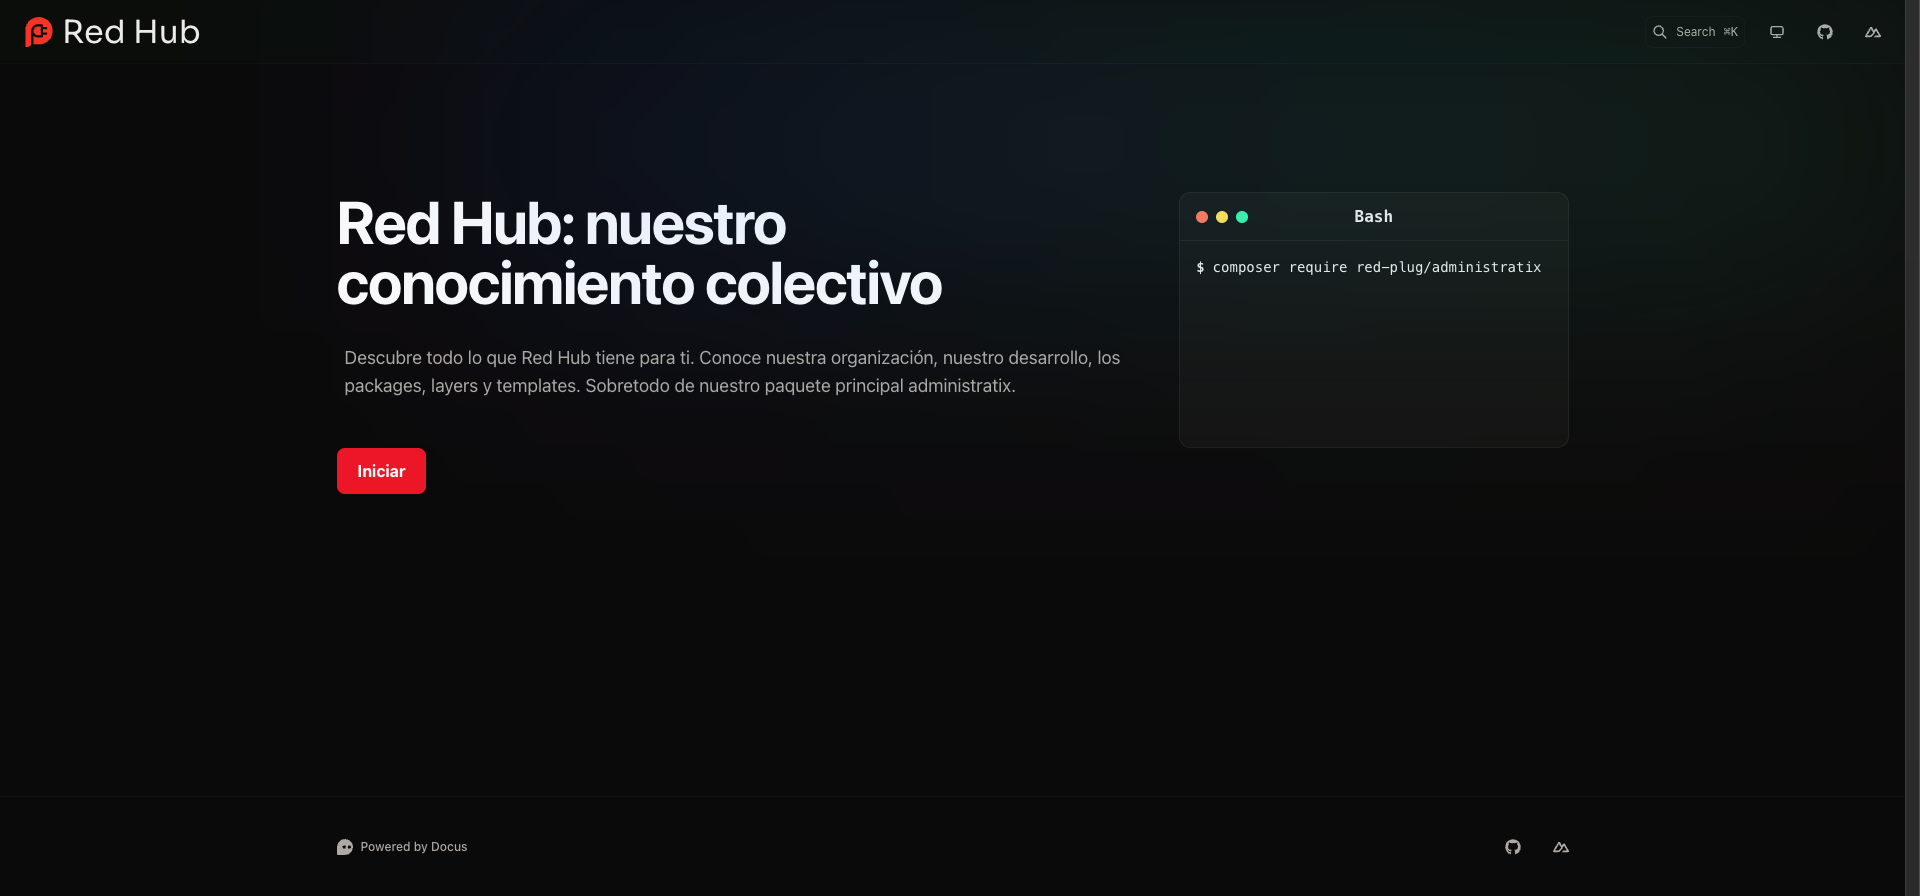 Red Hub
Search ⌘K
Red Hub: nuestro
conocimiento colectivo
Descubre todo lo que Red Hub tiene para ti. Conoce nuestra organización, nuestro desarrollo, los
packages, layers y templates. Sobretodo de nuestro paquete principal administratix.
Iniciar
Bash
$ composer require red-plug/administratix
Powered by Docus